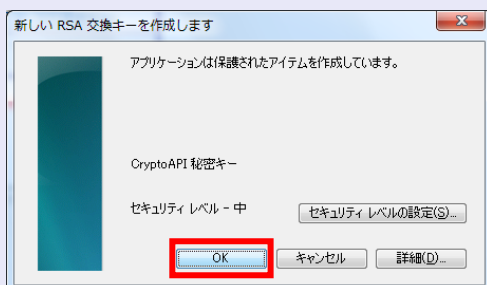 新しい RSA 交換キーを作成します
アプリケーションは保護されたアイテムを作成しています。
CryptoAPI 秘密キー
セキュリティ レベル - 中
セキュリティ レベルの設定(S)...
OK
キャンセル
詳細(D)...